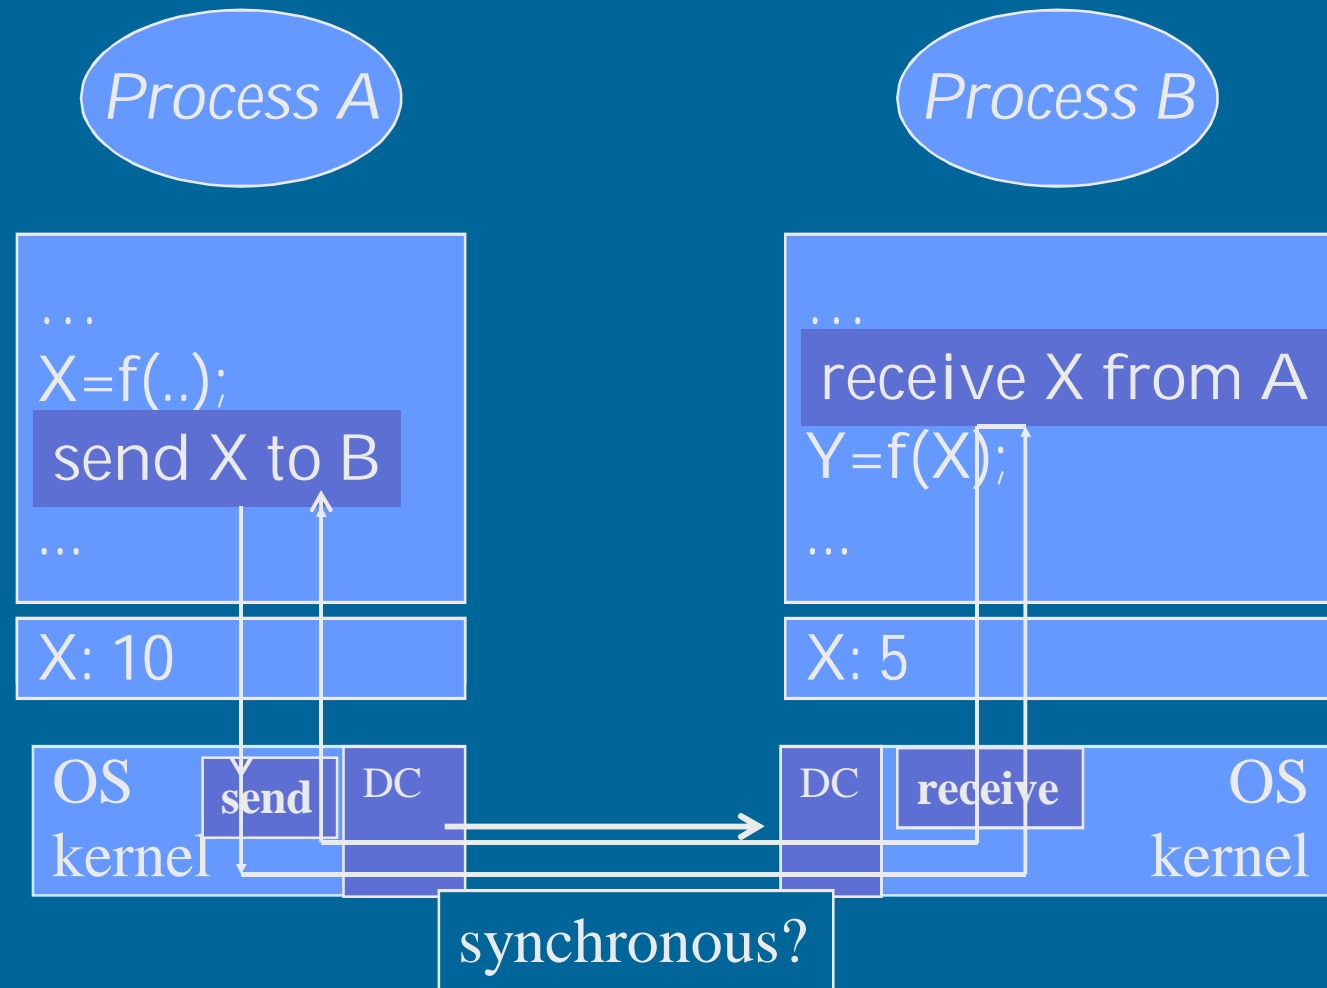 Process A
Process B
...
X=f(..);
send X to B
...
X: 10
...
receive X from A
Y=f(X);
...
X: 5
OS
kernel
send
DC
DC
receive
OS
kernel
synchronous?